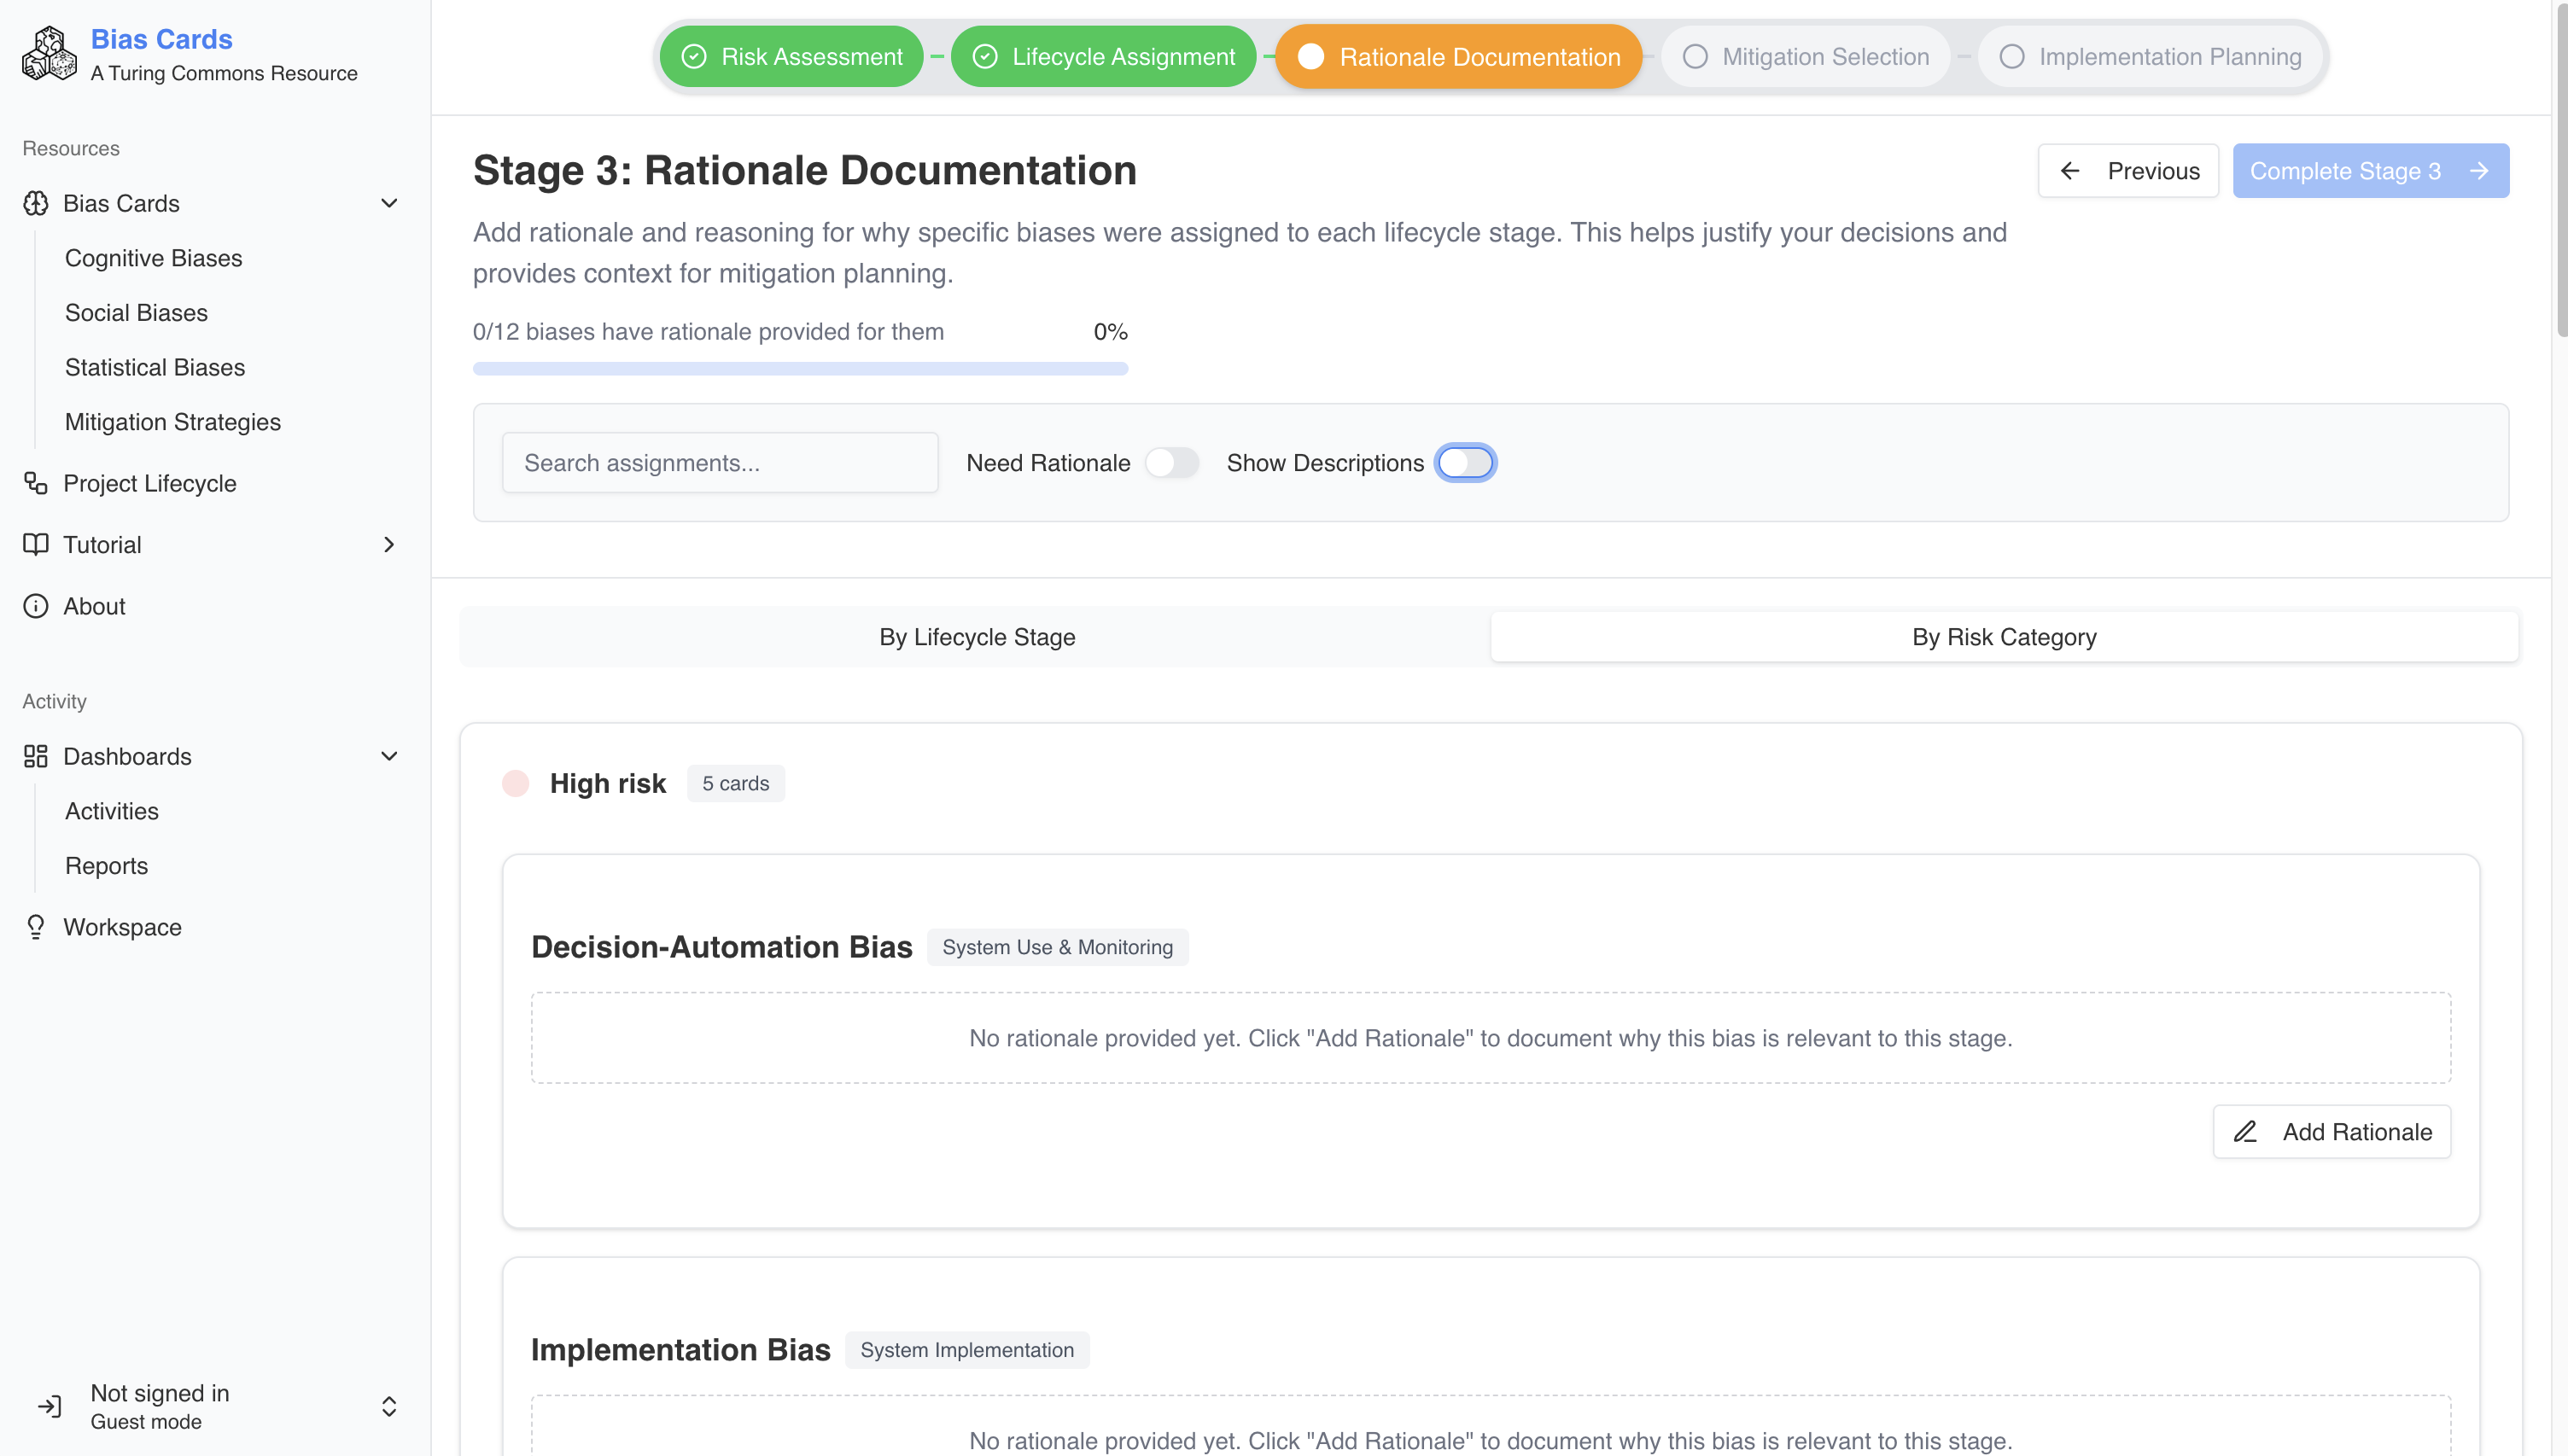 Bias Cards
A Turing Commons Resource
Resources
Bias Cards
Cognitive Biases
Social Biases
Statistical Biases
Mitigation Strategies
Project Lifecycle
Tutorial
About
Activity
Dashboards
Activities
Reports
Workspace
Not signed in
Guest mode
Risk Assessment
Lifecycle Assignment
Rationale Documentation
Mitigation Selection
Implementation Planning
Stage 3: Rationale Documentation
Previous
Complete Stage 3
Add rationale and reasoning for why specific biases were assigned to each lifecycle stage. This helps justify your decisions and
provides context for mitigation planning.
0/12 biases have rationale provided for them
0%
Search assignments...
Need Rationale
Show Descriptions
By Lifecycle Stage
By Risk Category
High risk
5 cards
Decision-Automation Bias
System Use & Monitoring
No rationale provided yet. Click "Add Rationale" to document why this bias is relevant to this stage.
Add Rationale
Implementation Bias
System Implementation
No rationale provided yet. Click "Add Rationale" to document why this bias is relevant to this stage.